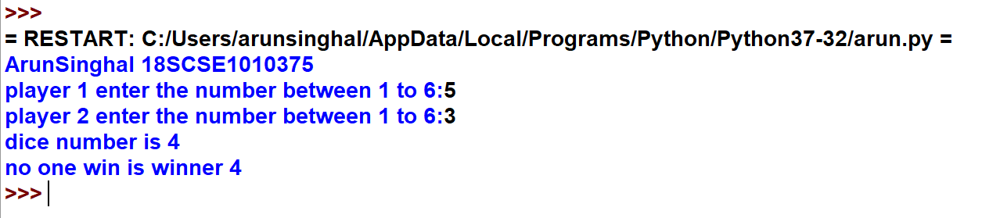 >>>
= RESTART: C:/Users/arunsinghal/AppData/Local/Programs/Python/Python37-32/arun.py =
ArunSinghal 18SCSE1010375
player 1 enter the number between 1 to 6:5
player 2 enter the number between 1 to 6:3
dice number is 4
no one win is winner 4
>>>